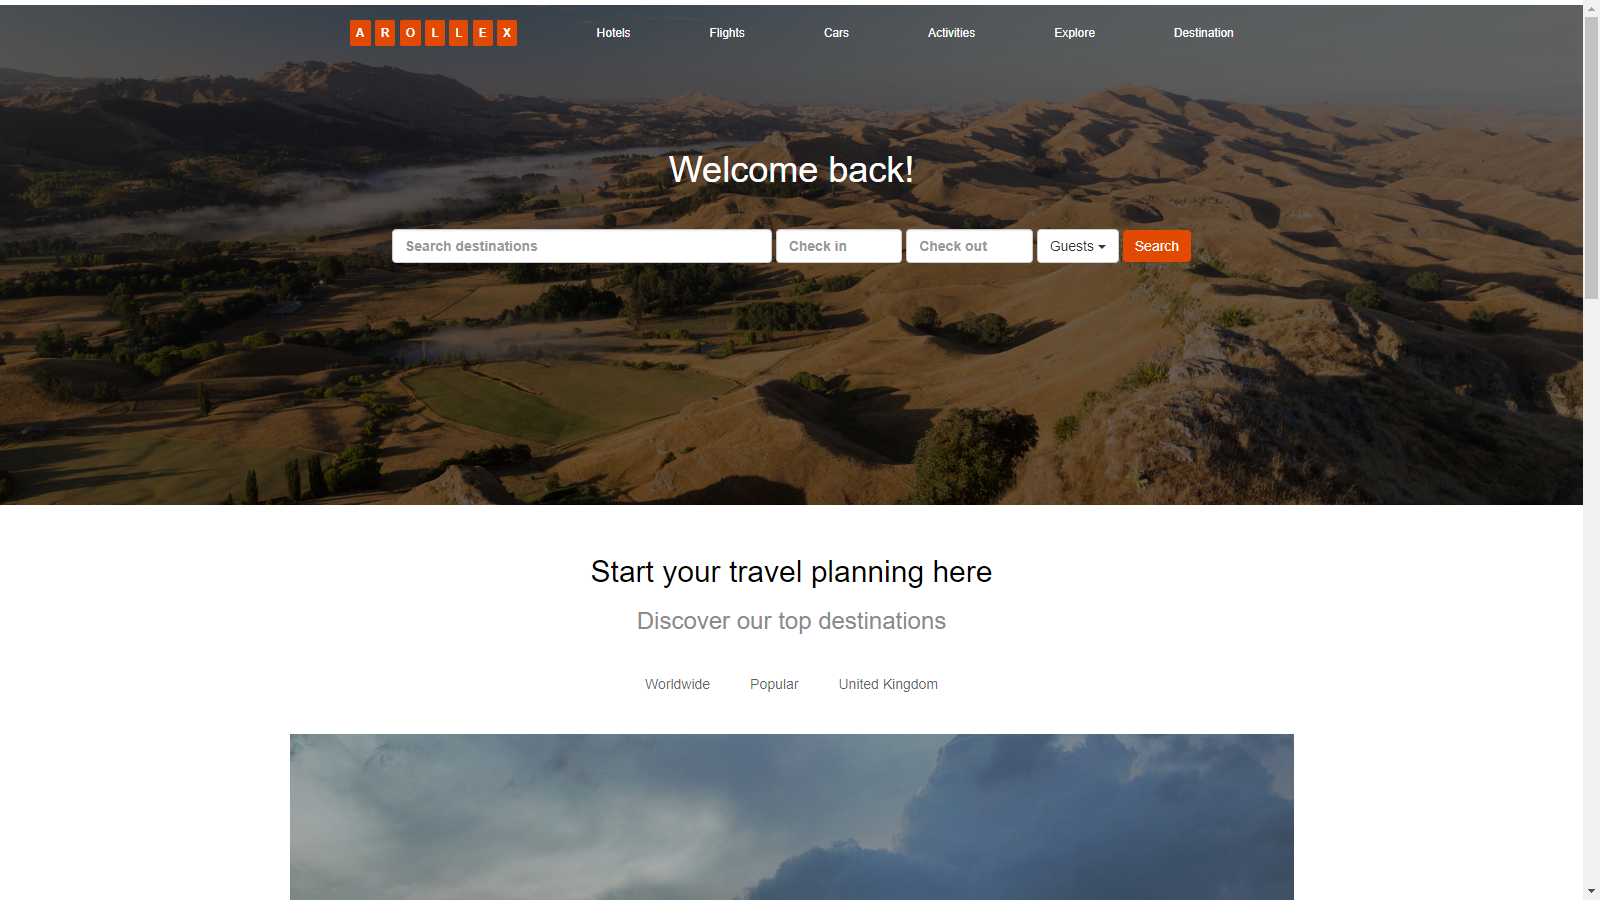 AROLLEX Hotels Flights Cars Activities Explore Destination
Welcome back!
Search destinations Check in Check out Guests Search
Start your travel planning here
Discover our top destinations
Worldwide Popular United Kingdom